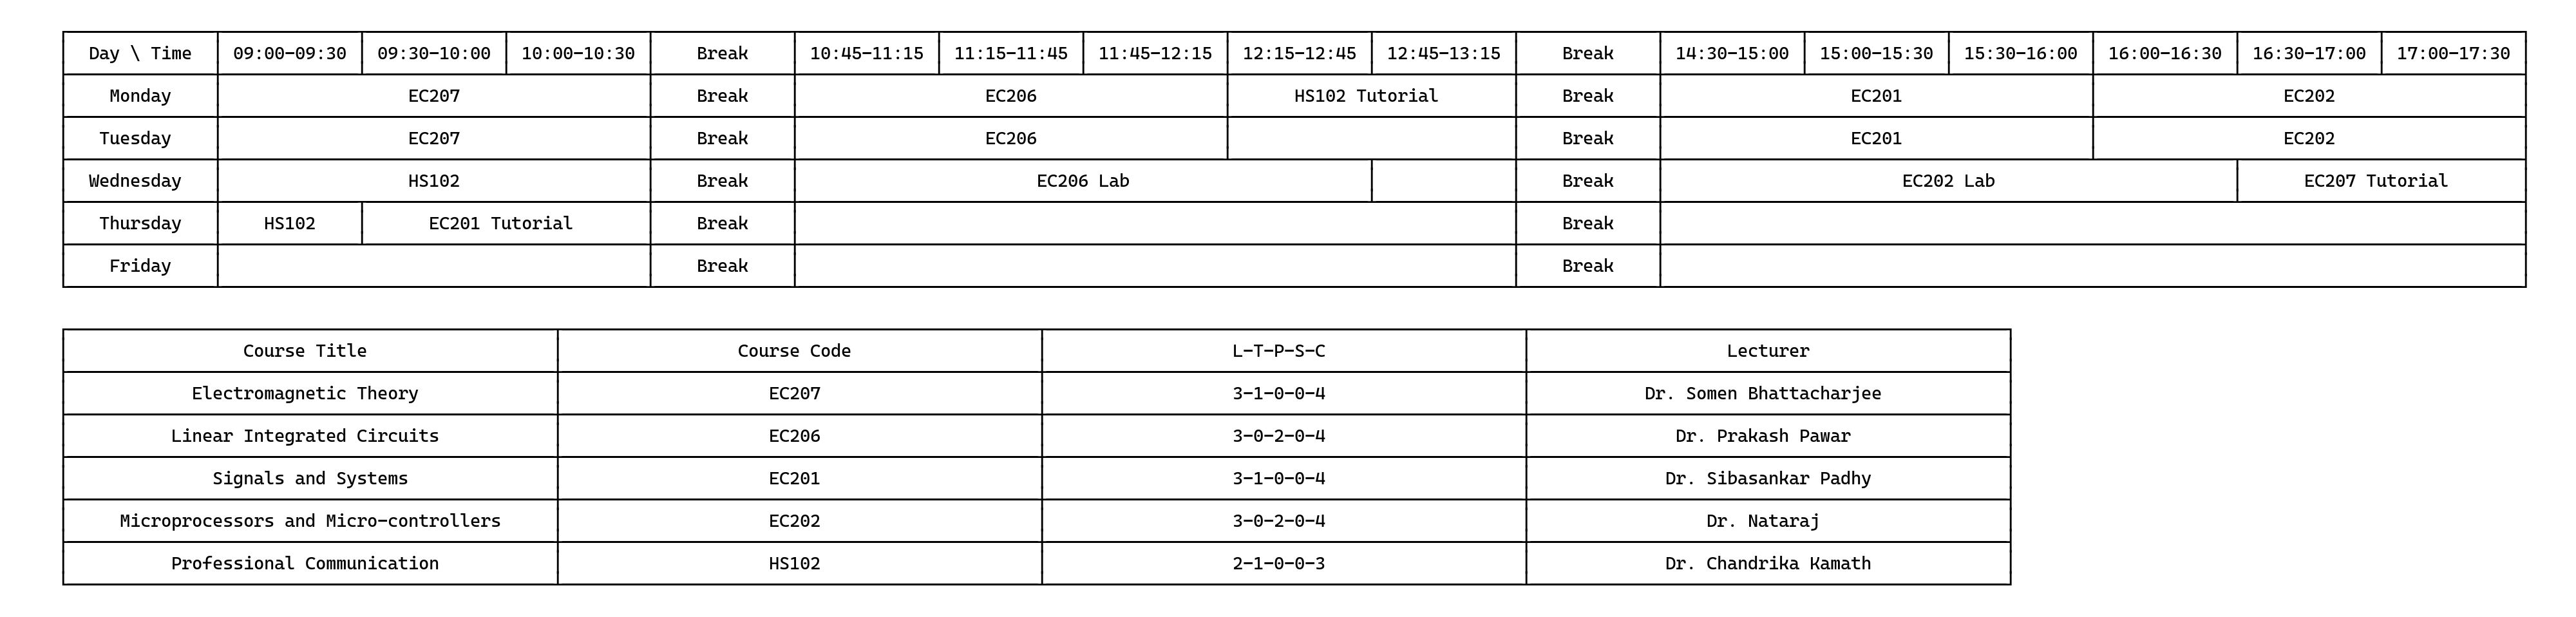 Day \ Time 09:00-09:30 09:30-10:00 10:00-10:30 Break 10:45-11:15 11:15-11:45 11:45-12:15 12:15-12:45 12:45-13:15 Break 14:30-15:00 15:00-15:30 15:30-16:00 16:00-16:30 16:30-17:00 17:00-17:30
Monday EC207 Break EC206 HS102 Tutorial Break EC201 EC202
Tuesday EC207 Break EC206 Break EC201 EC202
Wednesday HS102 Break EC206 Lab Break EC202 Lab EC207 Tutorial
Thursday HS102 EC201 Tutorial Break Break
Friday Break Break
Course Title Course Code L-T-P-S-C Lecturer
Electromagnetic Theory EC207 3-1-0-0-4 Dr. Somen Bhattacharjee
Linear Integrated Circuits EC206 3-0-2-0-4 Dr. Prakash Pawar
Signals and Systems EC201 3-1-0-0-4 Dr. Sibasankar Padhy
Microprocessors and Micro-controllers EC202 3-0-2-0-4 Dr. Nataraj
Professional Communication HS102 2-1-0-0-3 Dr. Chandrika Kamath